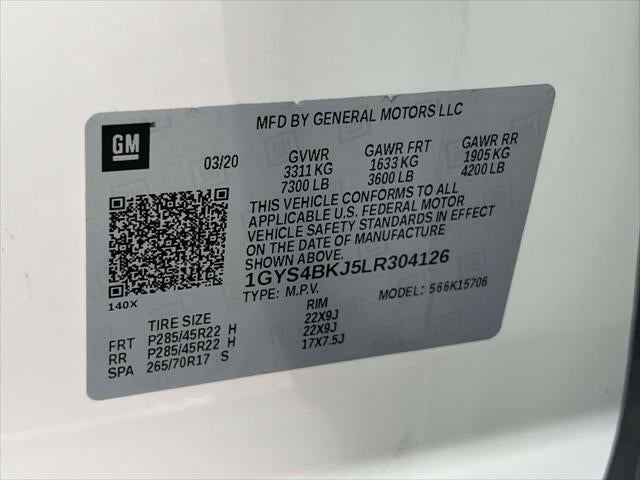 MFD BY GENERAL MOTORS LLC
GM
03/20 GVWR GAWR FRT GAWR RR
3311 KG 1633 KG 1905 KG
7300 LB 3600 LB 4200 LB
THIS VEHICLE CONFORMS TO ALL
APPLICABLE U.S. FEDERAL MOTOR
VEHICLE SAFETY STANDARDS IN EFFECT
ON THE DATE OF MANUFACTURE
SHOWN ABOVE.
1GYS4BKJ5LR304126
140X TYPE: M.P.V. MODEL: 566K15706
TIRE SIZE RIM
FRT P285/45R22 H 22X9J
RR P285/45R22 H 22X9J
SPA 265/70R17 S 17X7.5J